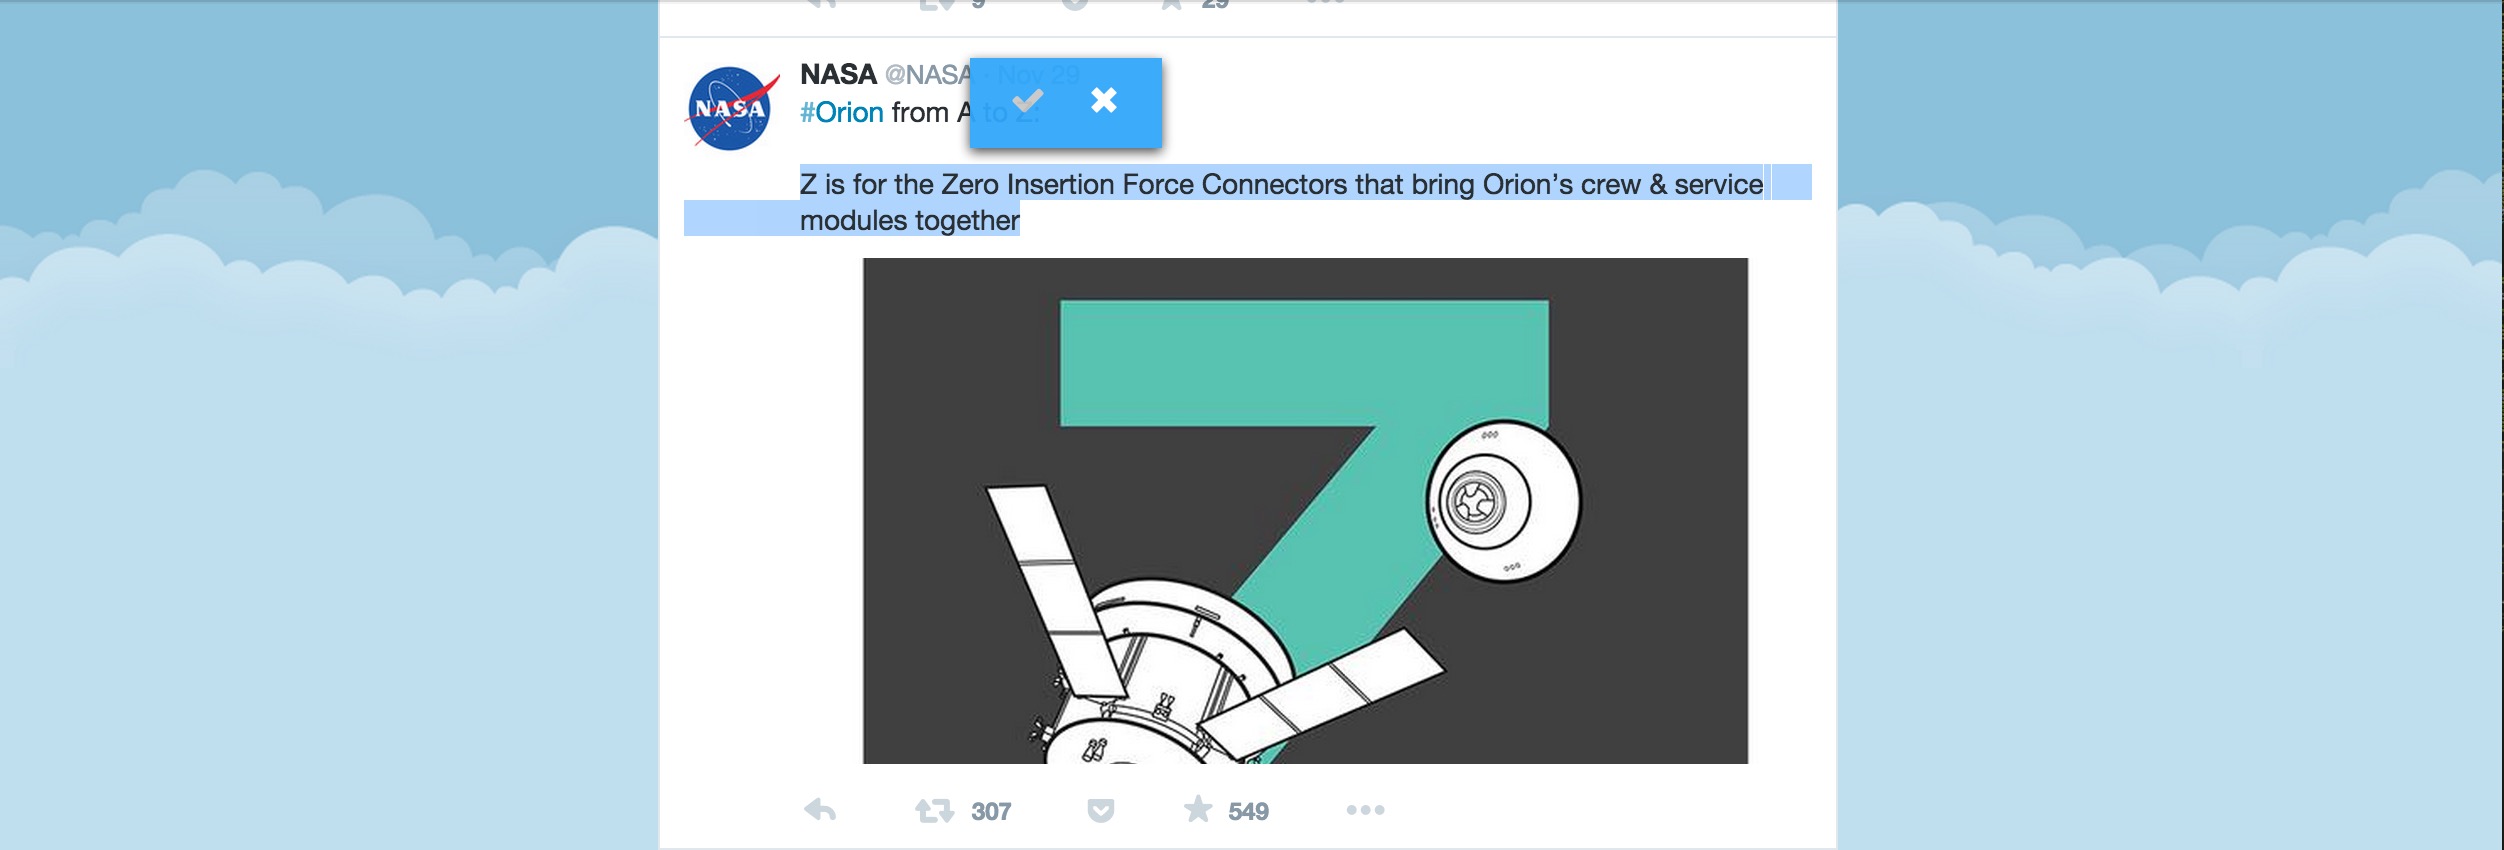 9 29
NASA @NASA · Nov 29
NASA
#Orion from A to Z:
Z is for the Zero Insertion Force Connectors that bring Orion’s crew & service
modules together
307 549